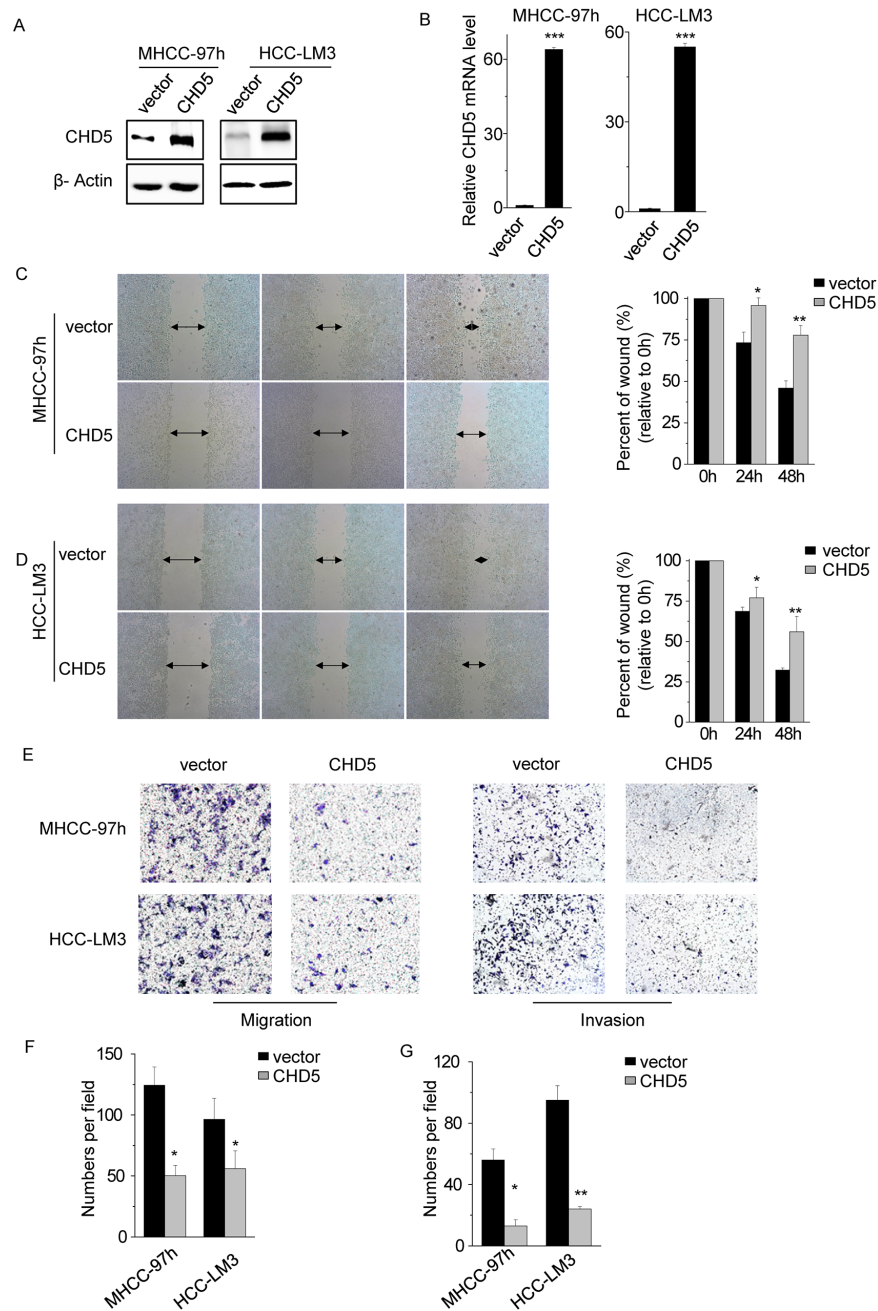 A
MHCC-97h
HCC-LM3
vector
CHD5
vector
CHD5
CHD5
β- Actin
B
MHCC-97h
HCC-LM3
Relative CHD5 mRNA level
60
30
0
***
vector
CHD5
60
30
0
***
vector
CHD5
C
MHCC-97h
vector
CHD5
Percent of wound (%)
(relative to 0h)
100
75
50
25
0
*
**
vector
CHD5
0h
24h
48h
D
HCC-LM3
vector
CHD5
Percent of wound (%)
(relative to 0h)
100
75
50
25
0
*
**
vector
CHD5
0h
24h
48h
E
vector
CHD5
vector
CHD5
MHCC-97h
HCC-LM3
Migration
Invasion
F
Numbers per field
150
100
50
0
*
*
vector
CHD5
MHCC-97h
HCC-LM3
G
Numbers per field
120
80
40
0
*
**
vector
CHD5
MHCC-97h
HCC-LM3